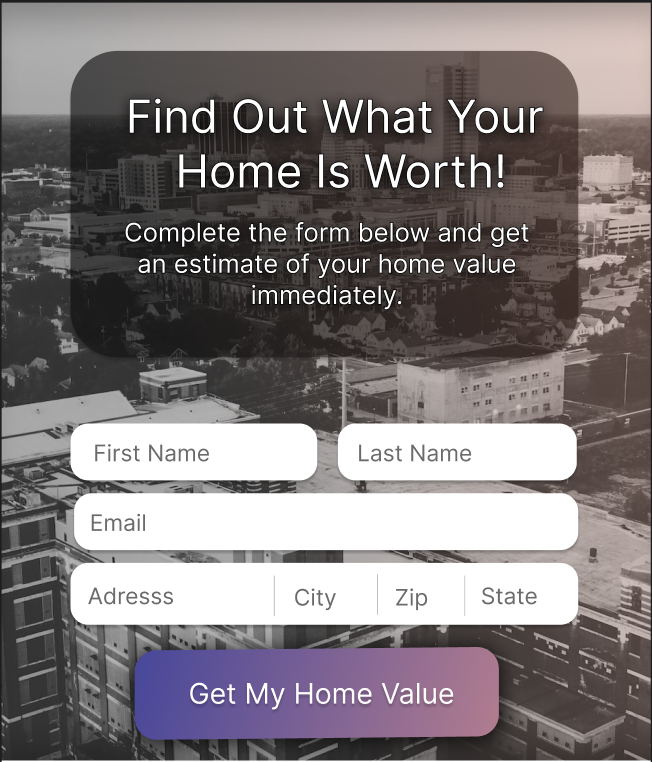 Find Out What Your
Home Is Worth!
Complete the form below and get
an estimate of your home value
immediately.
First Name Last Name
Email
Adresss City Zip State
Get My Home Value